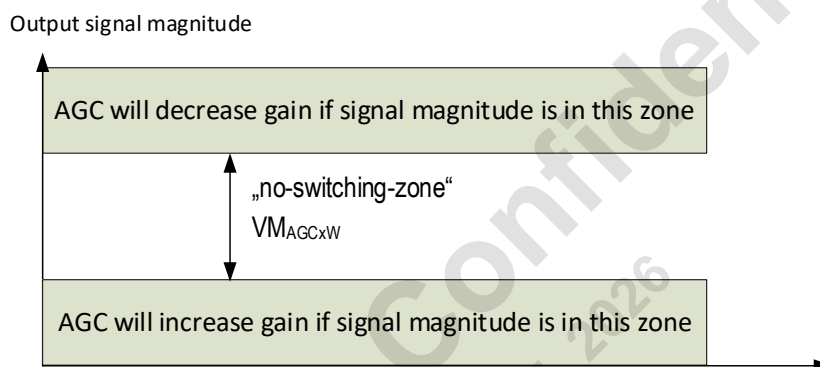 Output signal magnitude
AGC will decrease gain if signal magnitude is in this zone
„no-switching-zone“
VMAGCxW
AGC will increase gain if signal magnitude is in this zone
2026